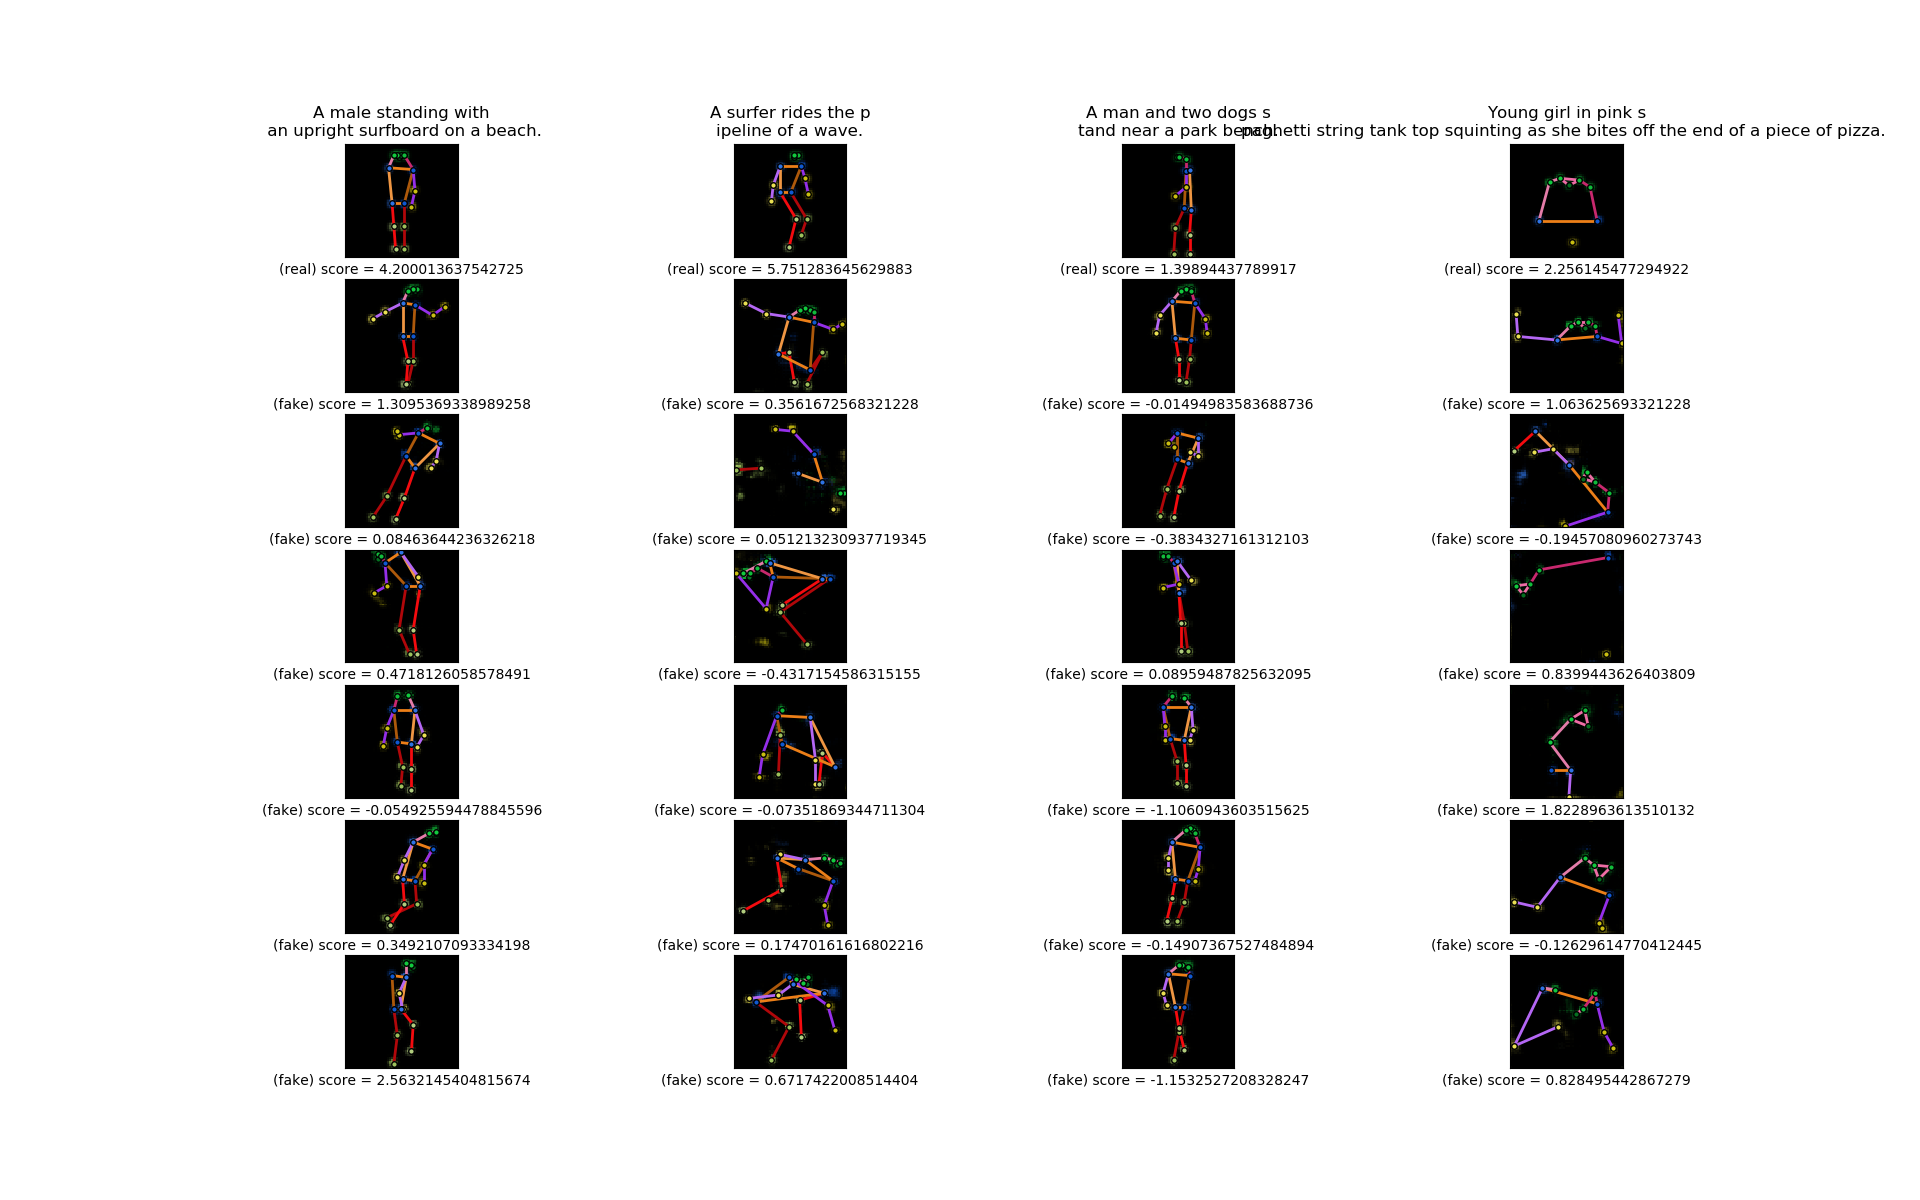 A male standing with
an upright surfboard on a beach.
A surfer rides the p
ipeline of a wave.
A man and two dogs s
tand near a park bench.
Young girl in pink s
paghetti string tank top squinting as she bites off the end of a piece of pizza.
(real) score = 4.200013637542725
(real) score = 5.751283645629883
(real) score = 1.39894437789917
(real) score = 2.256145477294922
(fake) score = 1.3095369338989258
(fake) score = 0.3561672568321228
(fake) score = -0.01494983583688736
(fake) score = 1.063625693321228
(fake) score = 0.08463644236326218
(fake) score = 0.051213230937719345
(fake) score = -0.3834327161312103
(fake) score = -0.19457080960273743
(fake) score = 0.4718126058578491
(fake) score = -0.4317154586315155
(fake) score = 0.08959487825632095
(fake) score = 0.8399443626403809
(fake) score = -0.054925594478845596
(fake) score = -0.07351869344711304
(fake) score = -1.1060943603515625
(fake) score = 1.8228963613510132
(fake) score = 0.3492107093334198
(fake) score = 0.17470161616802216
(fake) score = -0.14907367527484894
(fake) score = -0.12629614770412445
(fake) score = 2.5632145404815674
(fake) score = 0.6717422008514404
(fake) score = -1.1532527208328247
(fake) score = 0.828495442867279